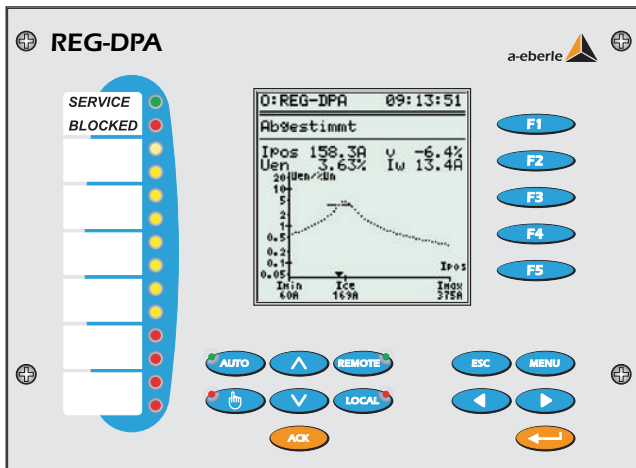 REG-DPA
a-eberle
SERVICE
BLOCKED
0:REG-DPA 09:13:51
Abgestimmt
Ipos 158.3A v -6.4%
Uen 3.63% Iw 13.4A
20 Uen/%Un
10
5
2
1
0.5
0.2
0.1 Ipos
0.05
IMin Ice IMax
60A 169A 375A
F1
F2
F3
F4
F5
AUTO REMOTE ESC MENU
LOCAL
ACK